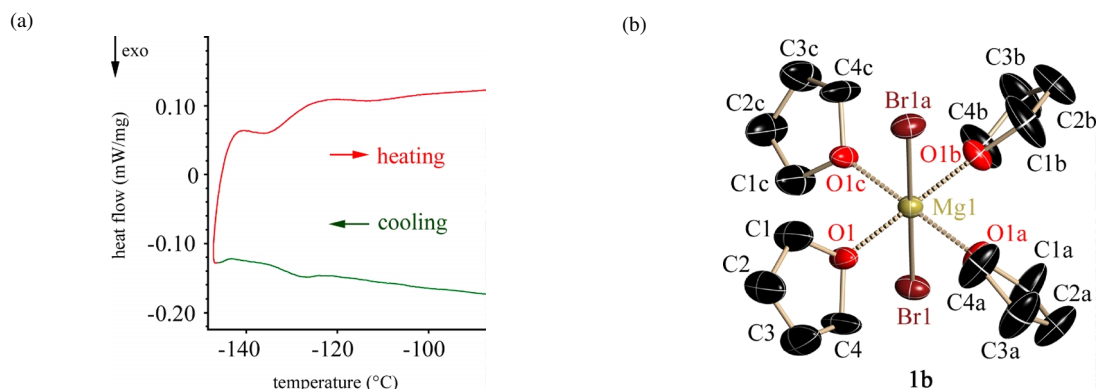 (a)
exo
heat flow (mW/mg)
0.10
0
-0.10
-0.20
heating
cooling
-140
-120
-100
temperature (°C)
(b)
C3c
C4c
C2c
C1c
O1c
Br1a
C3b
C4b
C2b
O1b
C1b
Mg1
C1
O1
C2
C3
C4
Br1
O1a
C1a
C4a
C2a
C3a
1b